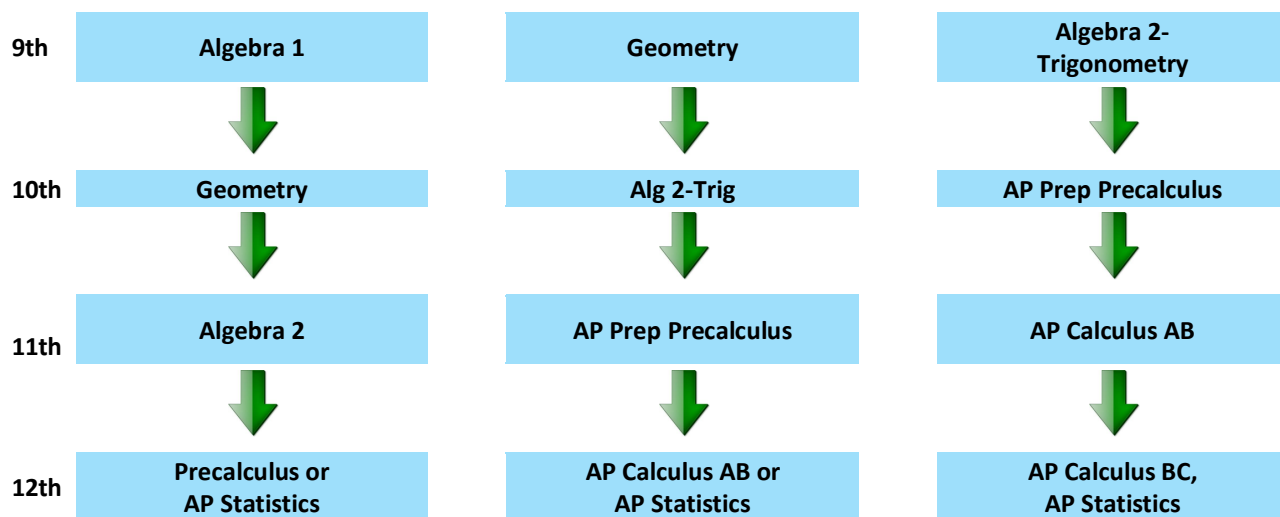 9th
Algebra 1
Geometry
Algebra 2-
Trigonometry
10th
Geometry
Alg 2-Trig
AP Prep Precalculus
11th
Algebra 2
AP Prep Precalculus
AP Calculus AB
12th
Precalculus or
AP Statistics
AP Calculus AB or
AP Statistics
AP Calculus BC,
AP Statistics